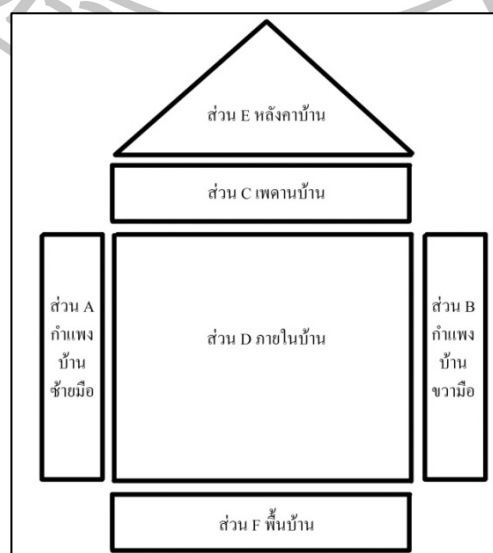 ส่วน E หลังคาบ้าน
ส่วน C เพดานบ้าน
ส่วน A
กำแพง
บ้าน
ซ้ายมือ
ส่วน D ภายในบ้าน
ส่วน B
กำแพง
บ้าน
ขวามือ
ส่วน F พื้นบ้าน